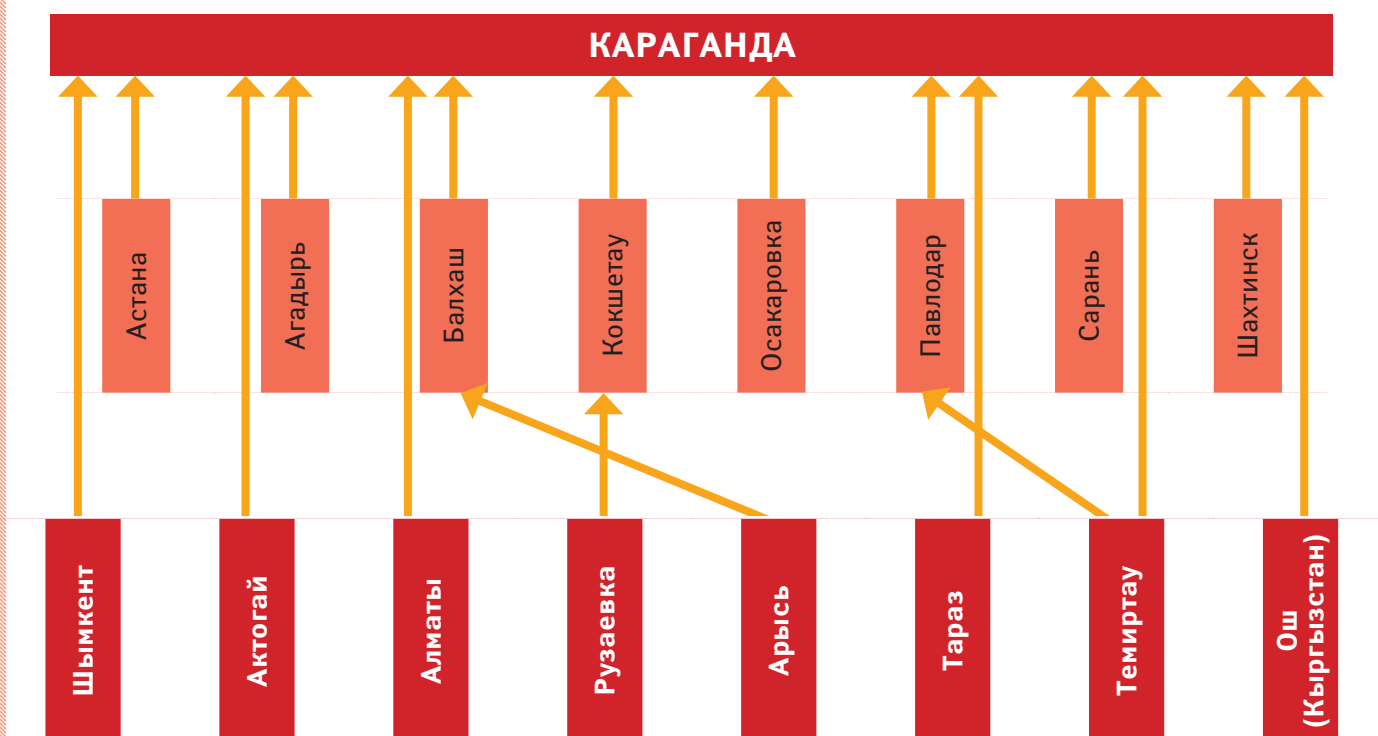 КАРАГАНДА
Астана
Агадырь
Балхаш
Кокшетау
Осакаровка
Павлодар
Сарань
Шахтинск
Шымкент
Актогай
Алматы
Рузаевка
Арысь
Тараз
Темиртау
Ош
(Кыргызстан)